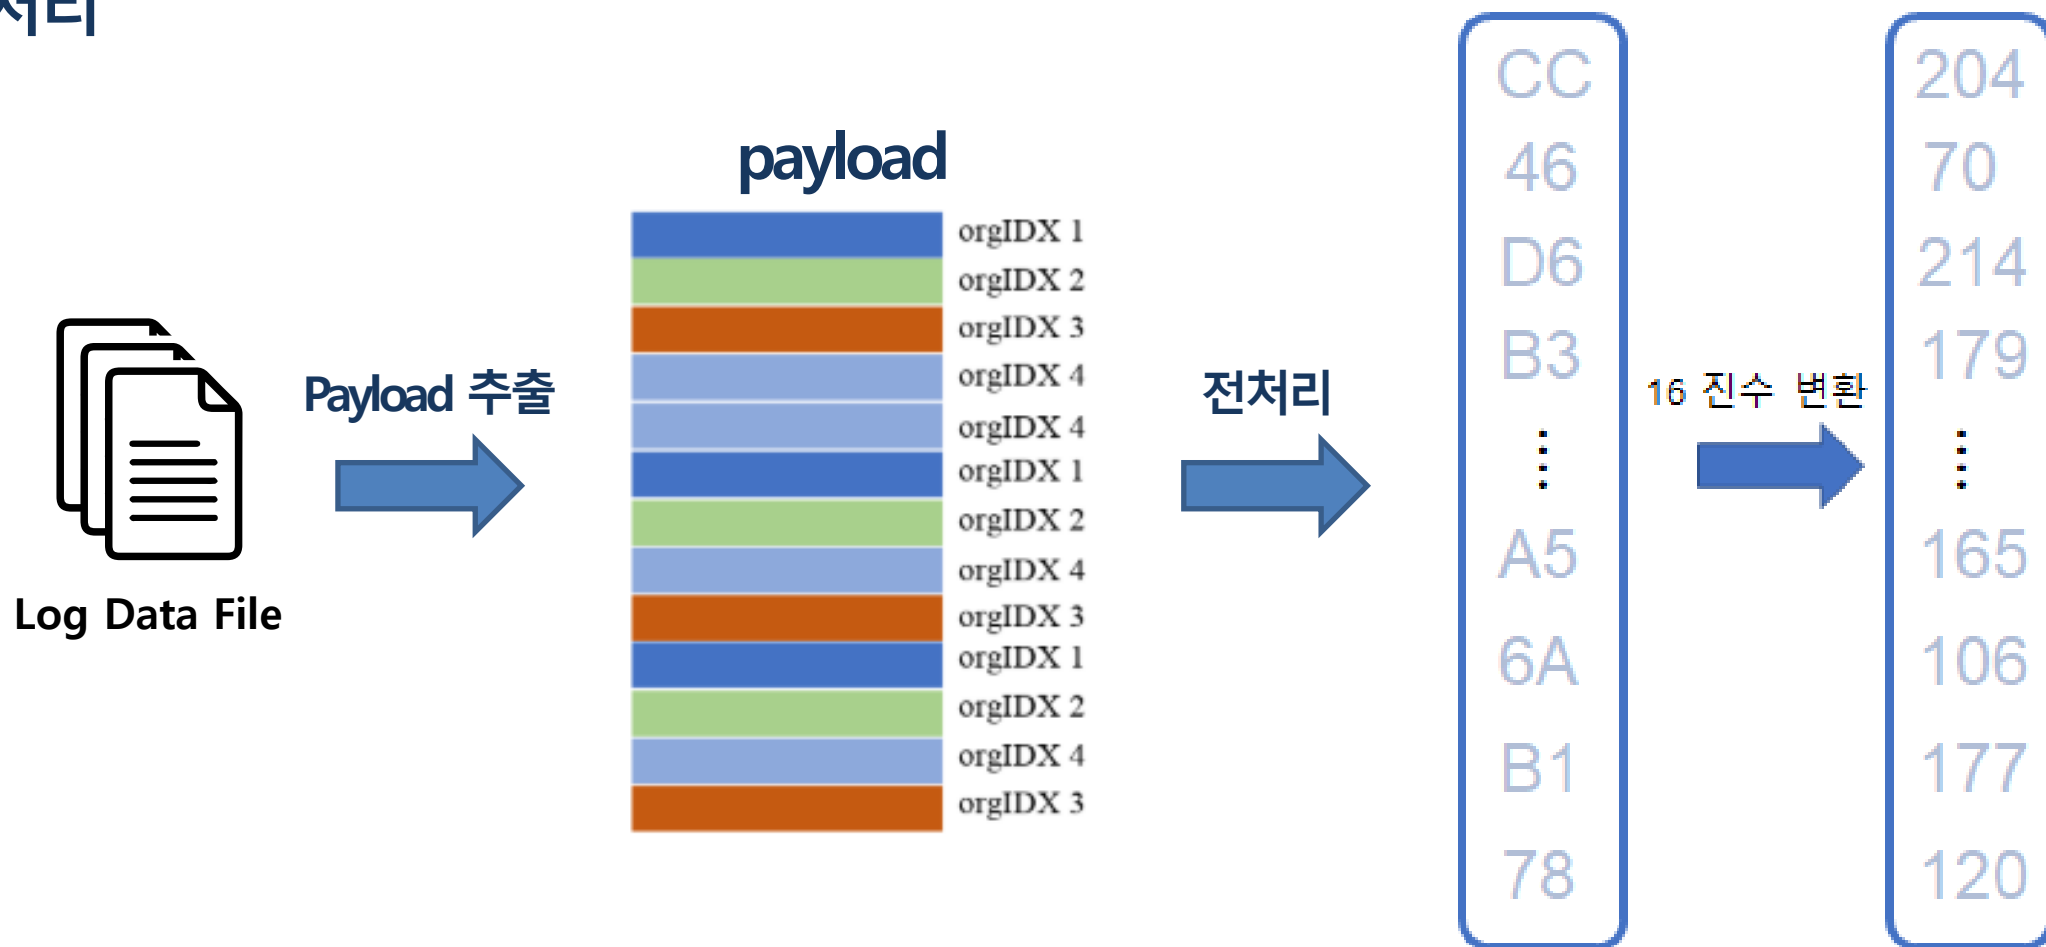 처리
Log Data File
Payload 추출
payload
orgIDX 1
orgIDX 2
orgIDX 3
orgIDX 4
orgIDX 4
orgIDX 1
orgIDX 2
orgIDX 4
orgIDX 3
orgIDX 1
orgIDX 2
orgIDX 4
orgIDX 3
전처리
CC
46
D6
B3
⋮
A5
6A
B1
78
16 진수 변환
204
70
214
179
⋮
165
106
177
120